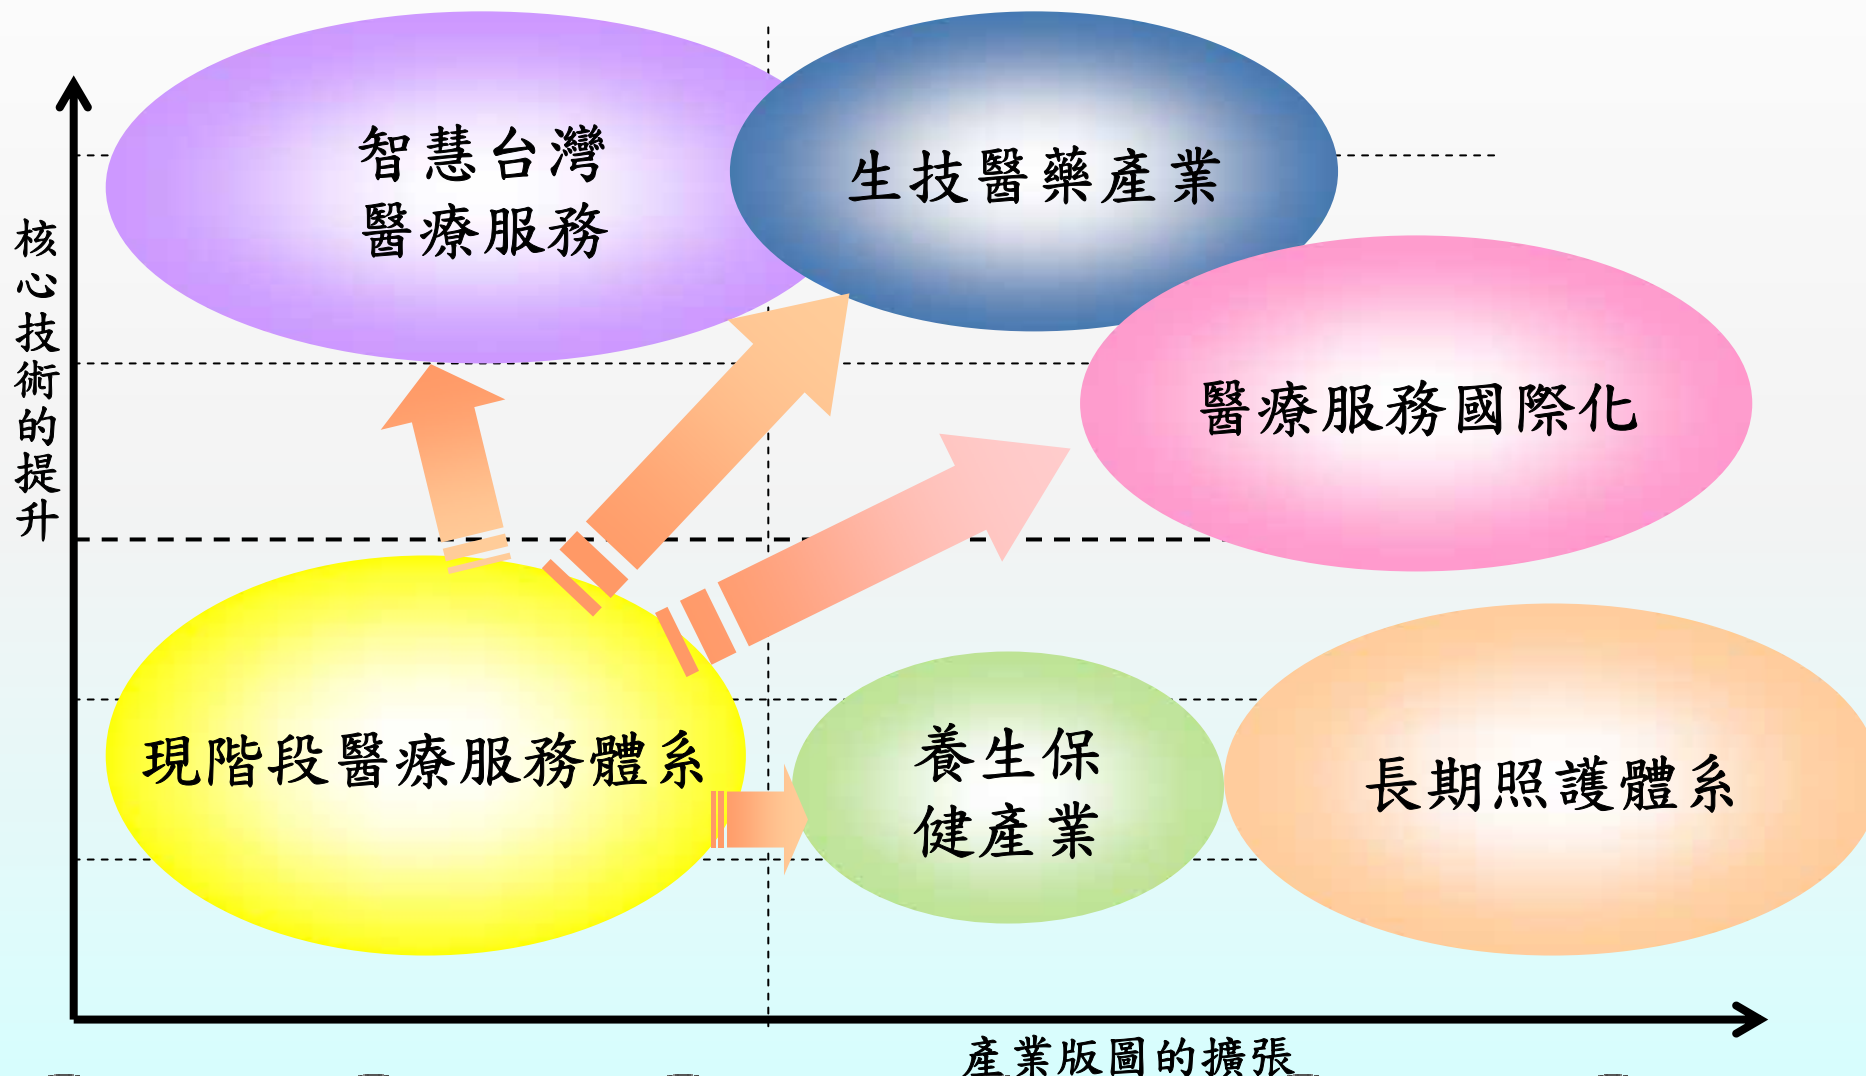 智慧台灣
醫療服務
生技醫藥產業
核心技術的提升
醫療服務國際化
現階段醫療服務體系
養生保
健產業
長期照護體系
產業版圖的擴張